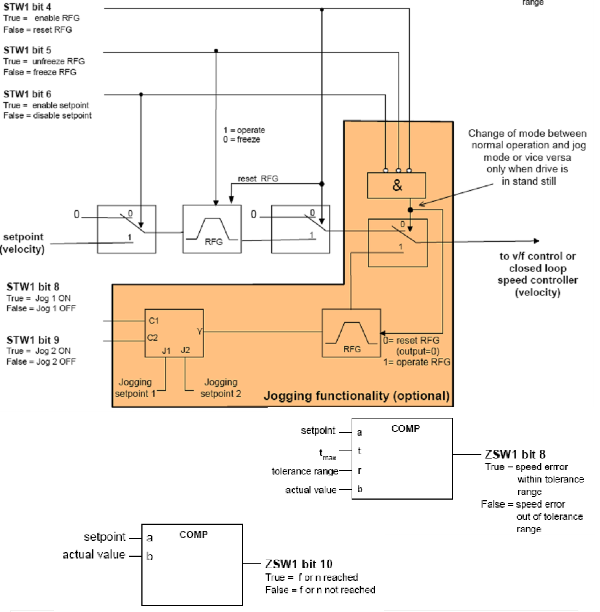 range
STW1 bit 4
True = enable RFG
False = reset RFG
STW1 bit 5
True = unfreeze RFG
False = freeze RFG
STW1 bit 6
True = enable setpoint
False = disable setpoint
0
1 = operate
0 = freeze
reset RFG
Change of mode between
normal operation and jog
mode or vice versa
only when drive is
in stand still
&
0
0
1
RFG
0
0
1
0
1
setpoint
(velocity)
to v/f control or
closed loop
speed controller
(velocity)
STW1 bit 8
True = Jog 1 ON
False = Jog 1 OFF
STW1 bit 9
True = Jog 2 ON
False = Jog 2 OFF
C1
C2
Y
J1 J2
RFG
0= reset RFG
(output=0)
1= operate RFG
Jogging
setpoint 1
Jogging
setpoint 2
Jogging functionality (optional)
setpoint
a
COMP
tmax
t
tolerance range
r
actual value
b
ZSW1 bit 8
True = speed errror
within tolerance
range
False = speed error
out of tolerance
range
setpoint
a
COMP
actual value
b
ZSW1 bit 10
True = f or n reached
False = f or n not reached